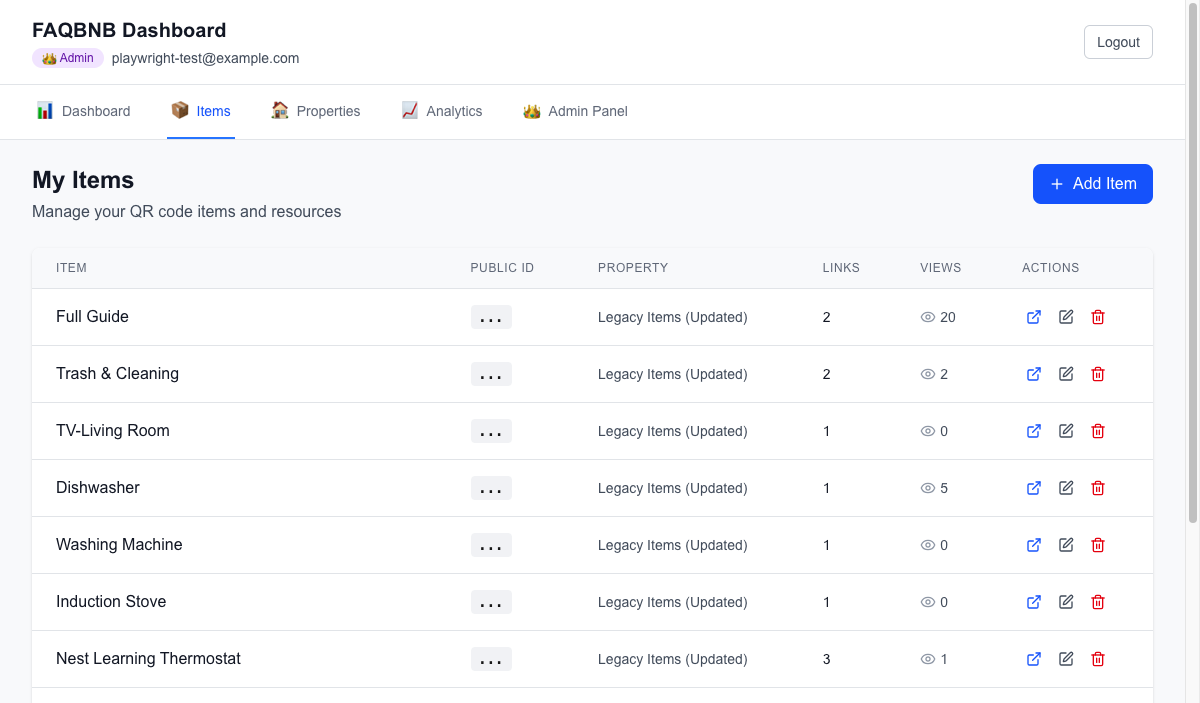 FAQBNB Dashboard
Admin playwright-test@example.com
Logout
Dashboard Items Properties Analytics Admin Panel
My Items
Manage your QR code items and resources
+ Add Item
ITEM PUBLIC ID PROPERTY LINKS VIEWS ACTIONS
Full Guide ... Legacy Items (Updated) 2 20
Trash & Cleaning ... Legacy Items (Updated) 2 2
TV-Living Room ... Legacy Items (Updated) 1 0
Dishwasher ... Legacy Items (Updated) 1 5
Washing Machine ... Legacy Items (Updated) 1 0
Induction Stove ... Legacy Items (Updated) 1 0
Nest Learning Thermostat ... Legacy Items (Updated) 3 1